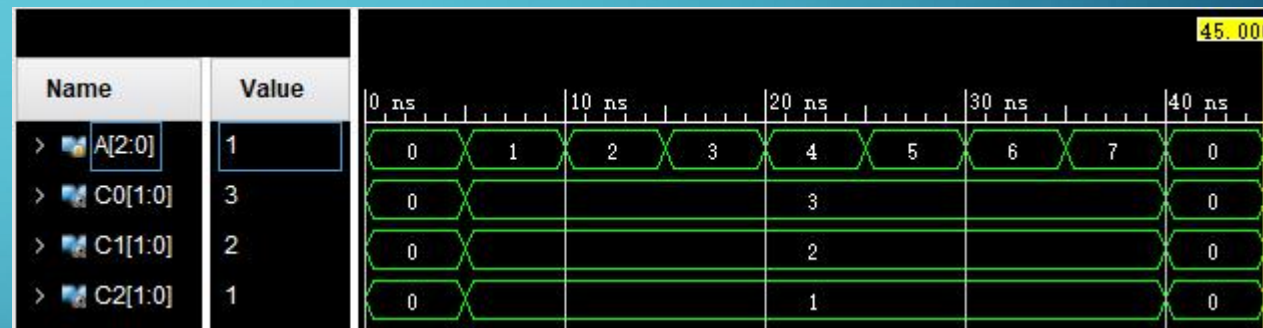 45.00
Name Value 0 ns 10 ns 20 ns 30 ns 40 ns
> A[2:0] 1 0 1 2 3 4 5 6 7 0
> C0[1:0] 3 0 3 0
> C1[1:0] 2 0 2 0
> C2[1:0] 1 0 1 0